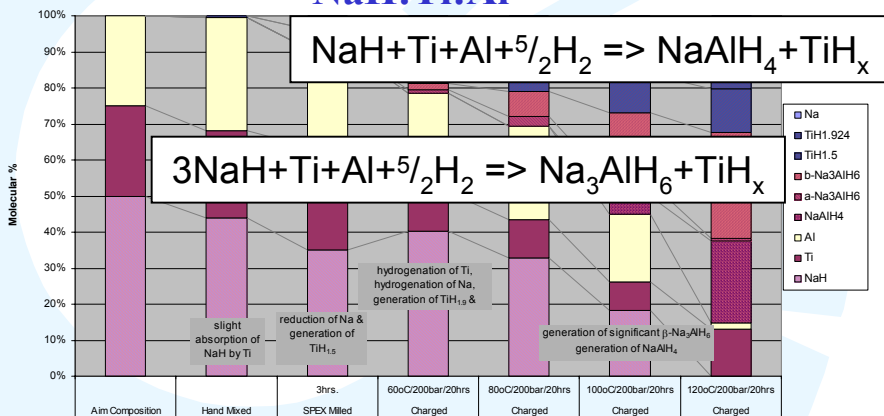 NaH:Ti:Al
NaH+Ti+Al+⁵/₂H₂ => NaAlH₄+TiHₓ
3NaH+Ti+Al+⁵/₂H₂ => Na₃AlH₆+TiHₓ
Molecular %
100%
90%
80%
70%
60%
50%
40%
30%
20%
10%
0%
Na
TiH1.924
TiH1.5
b-Na3AlH6
a-Na3AlH6
NaAlH4
Al
Ti
NaH
slight
absorption of
NaH by Ti
reduction of Na &
generation of
TiH₁.₅
hydrogenation of Ti,
hydrogenation of Na,
generation of TiH₁.₉ &
generation of significant β-Na₃AlH₆
generation of NaAlH₄
3hrs. 60oC/200bar/20hrs 80oC/200bar/20hrs 100oC/200bar/20hrs 120oC/200bar/20hrs
Aim Composition Hand Mixed SPEX Milled Charged Charged Charged Charged